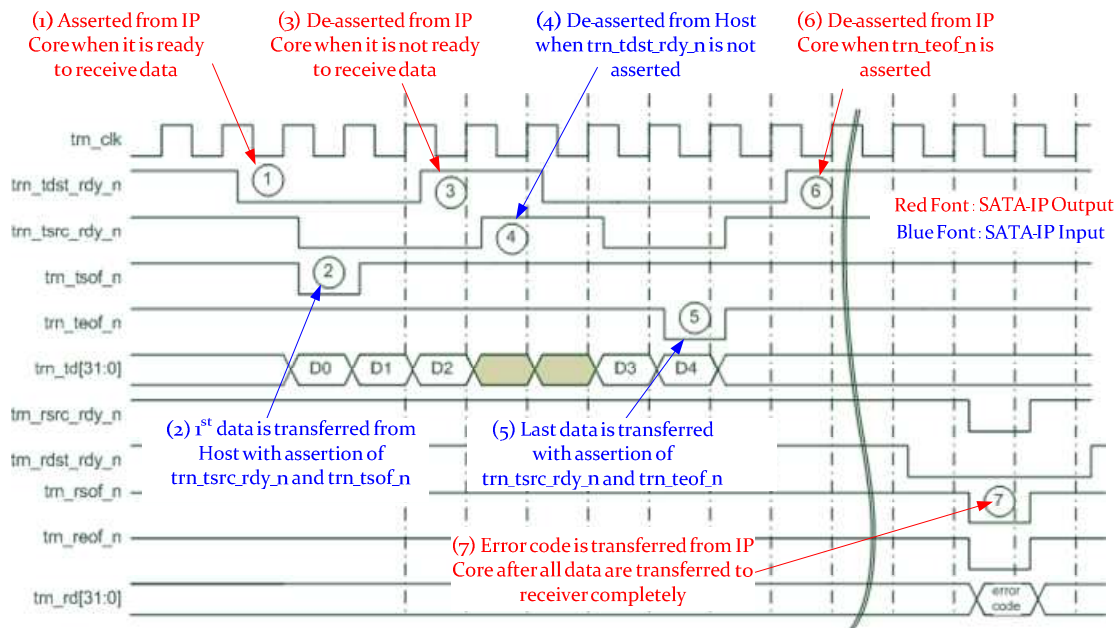 (1) Asserted from IP
Core when it is ready
to receive data
(3) De-asserted from IP
Core when it is not ready
to receive data
(4) De-asserted from Host
when trn_tdst_rdy_n is not
asserted
(6) De-asserted from IP
Core when trn_teof_n is
asserted
trn_clk
trn_tdst_rdy_n
1
3
6
Red Font : SATA-IP Output
Blue Font : SATA-IP Input
trn_tsrc_rdy_n
4
trn_tsof_n
2
trn_teof_n
5
trn_td[31:0]
D0
D1
D2
D3
D4
trn_rsrc_rdy_n
(2) 1st data is transferred from
Host with assertion of
trn_tsrc_rdy_n and trn_tsof_n
(5) Last data is transferred
with assertion of
trn_tsrc_rdy_n and trn_teof_n
trn_rdst_rdy_n
trn_rsof_n
7
trn_reof_n
(7) Error code is transferred from IP
Core after all data are transferred to
receiver completely
trn_rd[31:0]
error
code